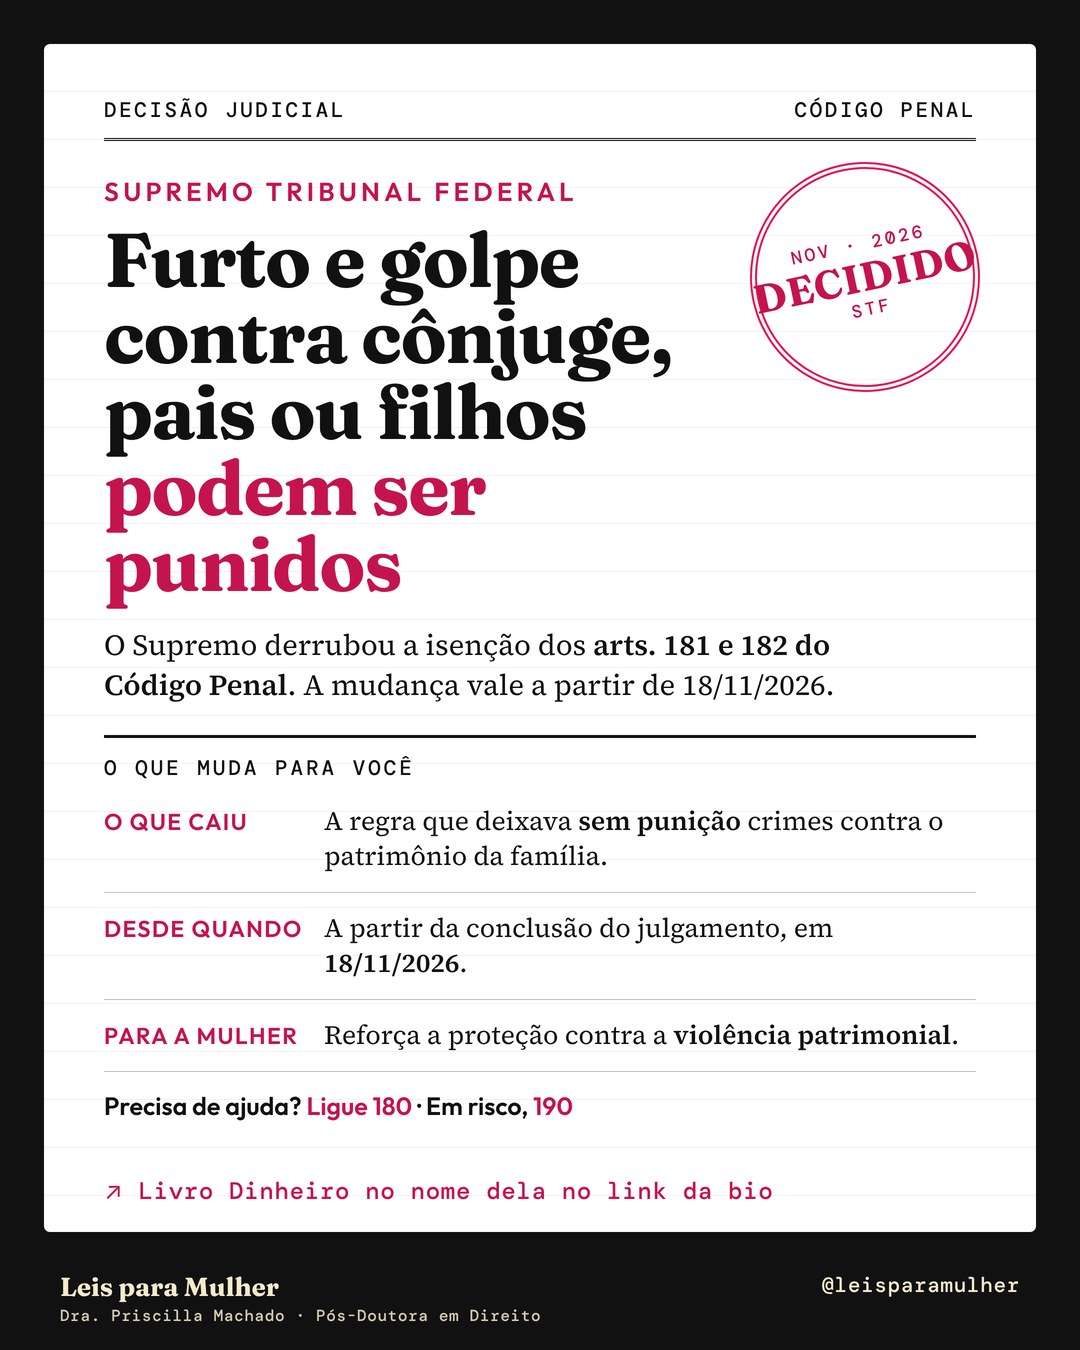 DECISÃO JUDICIAL
CÓDIGO PENAL
SUPREMO TRIBUNAL FEDERAL
Furto e golpe
contra cônjuge,
pais ou filhos
podem ser
punidos
NOV · 2026
DECIDIDO
STF
O Supremo derrubou a isenção dos arts. 181 e 182 do
Código Penal. A mudança vale a partir de 18/11/2026.
O QUE MUDA PARA VOCÊ
O QUE CAIU
A regra que deixava sem punição crimes contra o
patrimônio da família.
DESDE QUANDO
A partir da conclusão do julgamento, em
18/11/2026.
PARA A MULHER
Reforça a proteção contra a violência patrimonial.
Precisa de ajuda? Ligue 180 · Em risco, 190
↗ Livro Dinheiro no nome dela no link da bio
Leis para Mulher
Dra. Priscilla Machado · Pós-Doutora em Direito
@leisparamulher